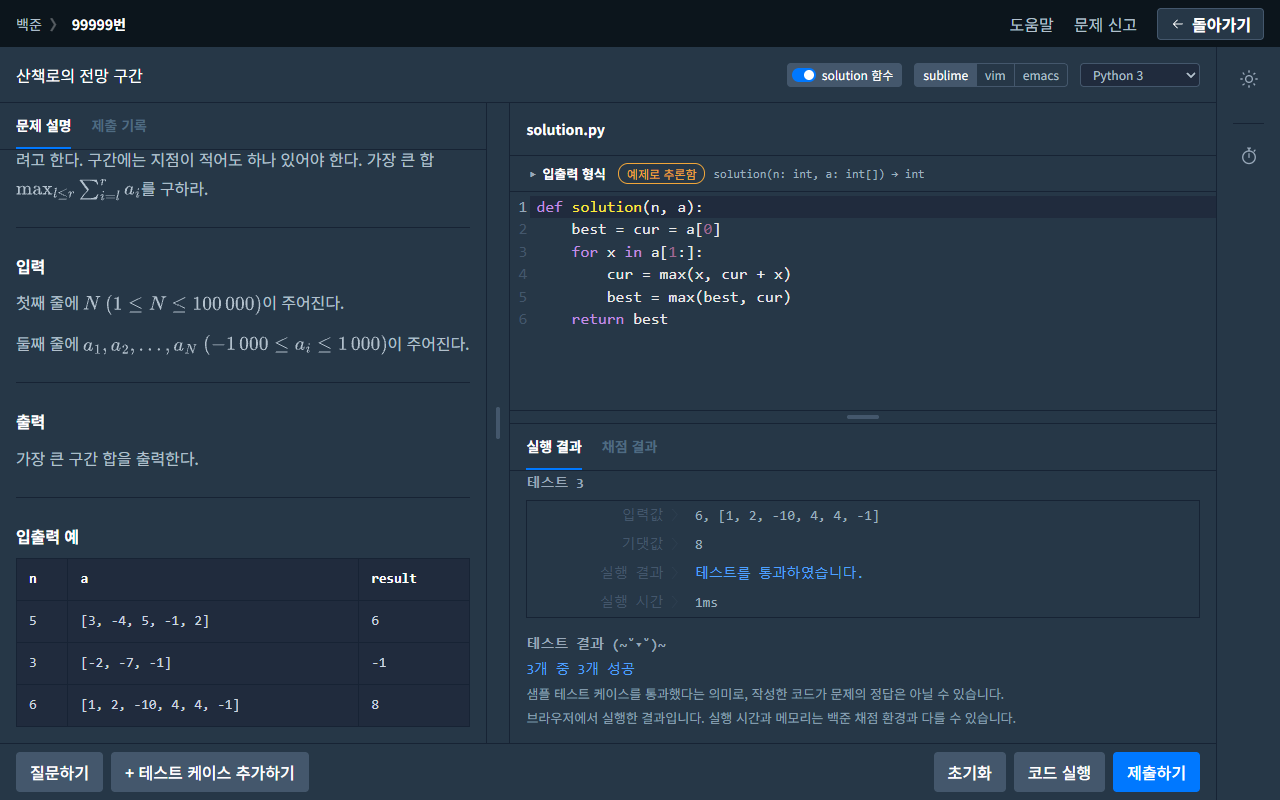 백준 》 99999번
도움말 문제 신고 ← 돌아가기
산책로의 전망 구간
solution 함수 sublime vim emacs Python 3
문제 설명 제출 기록
려고 한다. 구간에는 지점이 적어도 하나 있어야 한다. 가장 큰 합
max_{l≤r} ∑_{i=l}^{r} a_i를 구하라.
입력
첫째 줄에 N (1 ≤ N ≤ 100 000)이 주어진다.
둘째 줄에 a_1, a_2, . . . , a_N (−1 000 ≤ a_i ≤ 1 000)이 주어진다.
출력
가장 큰 구간 합을 출력한다.
입출력 예
n a result
5 [3, -4, 5, -1, 2] 6
3 [-2, -7, -1] -1
6 [1, 2, -10, 4, 4, -1] 8
solution.py
▸ 입출력 형식 예제로 추론함 solution(n: int, a: int[]) → int
1 def solution(n, a):
2     best = cur = a[0]
3     for x in a[1:]:
4         cur = max(x, cur + x)
5         best = max(best, cur)
6     return best
실행 결과 채점 결과
테스트 3
입력값 〉 6, [1, 2, -10, 4, 4, -1]
기댓값 〉 8
실행 결과 〉 테스트를 통과하였습니다.
실행 시간 〉 1ms
테스트 결과 (~˘▾˘)~
3개 중 3개 성공
샘플 테스트 케이스를 통과했다는 의미로, 작성한 코드가 문제의 정답은 아닐 수 있습니다.
브라우저에서 실행한 결과입니다. 실행 시간과 메모리는 백준 채점 환경과 다를 수 있습니다.
질문하기 + 테스트 케이스 추가하기 초기화 코드 실행 제출하기